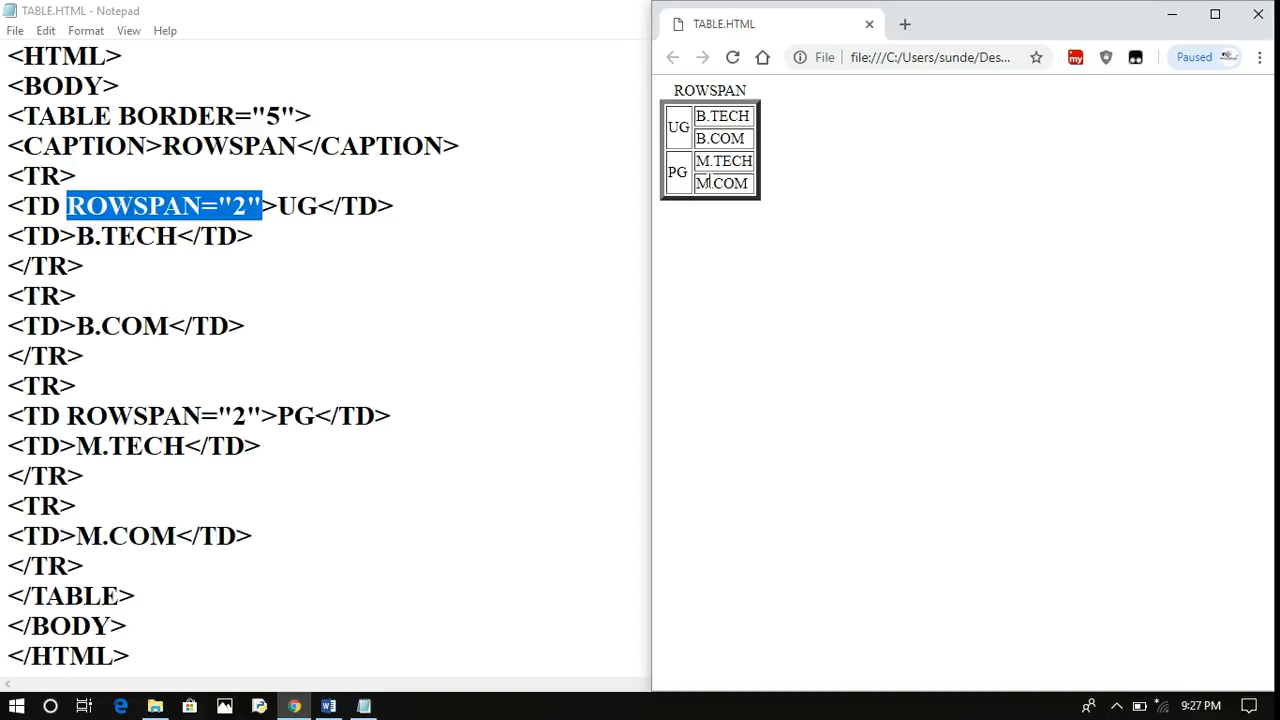 TABLE.HTML - Notepad
File Edit Format View Help
<HTML>
<BODY>
<TABLE BORDER="5">
<CAPTION>ROWSPAN</CAPTION>
<TR>
<TD ROWSPAN="2">UG</TD>
<TD>B.TECH</TD>
</TR>
<TR>
<TD>B.COM</TD>
</TR>
<TR>
<TD ROWSPAN="2">PG</TD>
<TD>M.TECH</TD>
</TR>
<TR>
<TD>M.COM</TD>
</TR>
</TABLE>
</BODY>
</HTML>
TABLE.HTML
File file:///C:/Users/sunde/Des... my Paused
ROWSPAN
UG
B.TECH
B.COM
PG
M.TECH
M.COM
9:27 PM